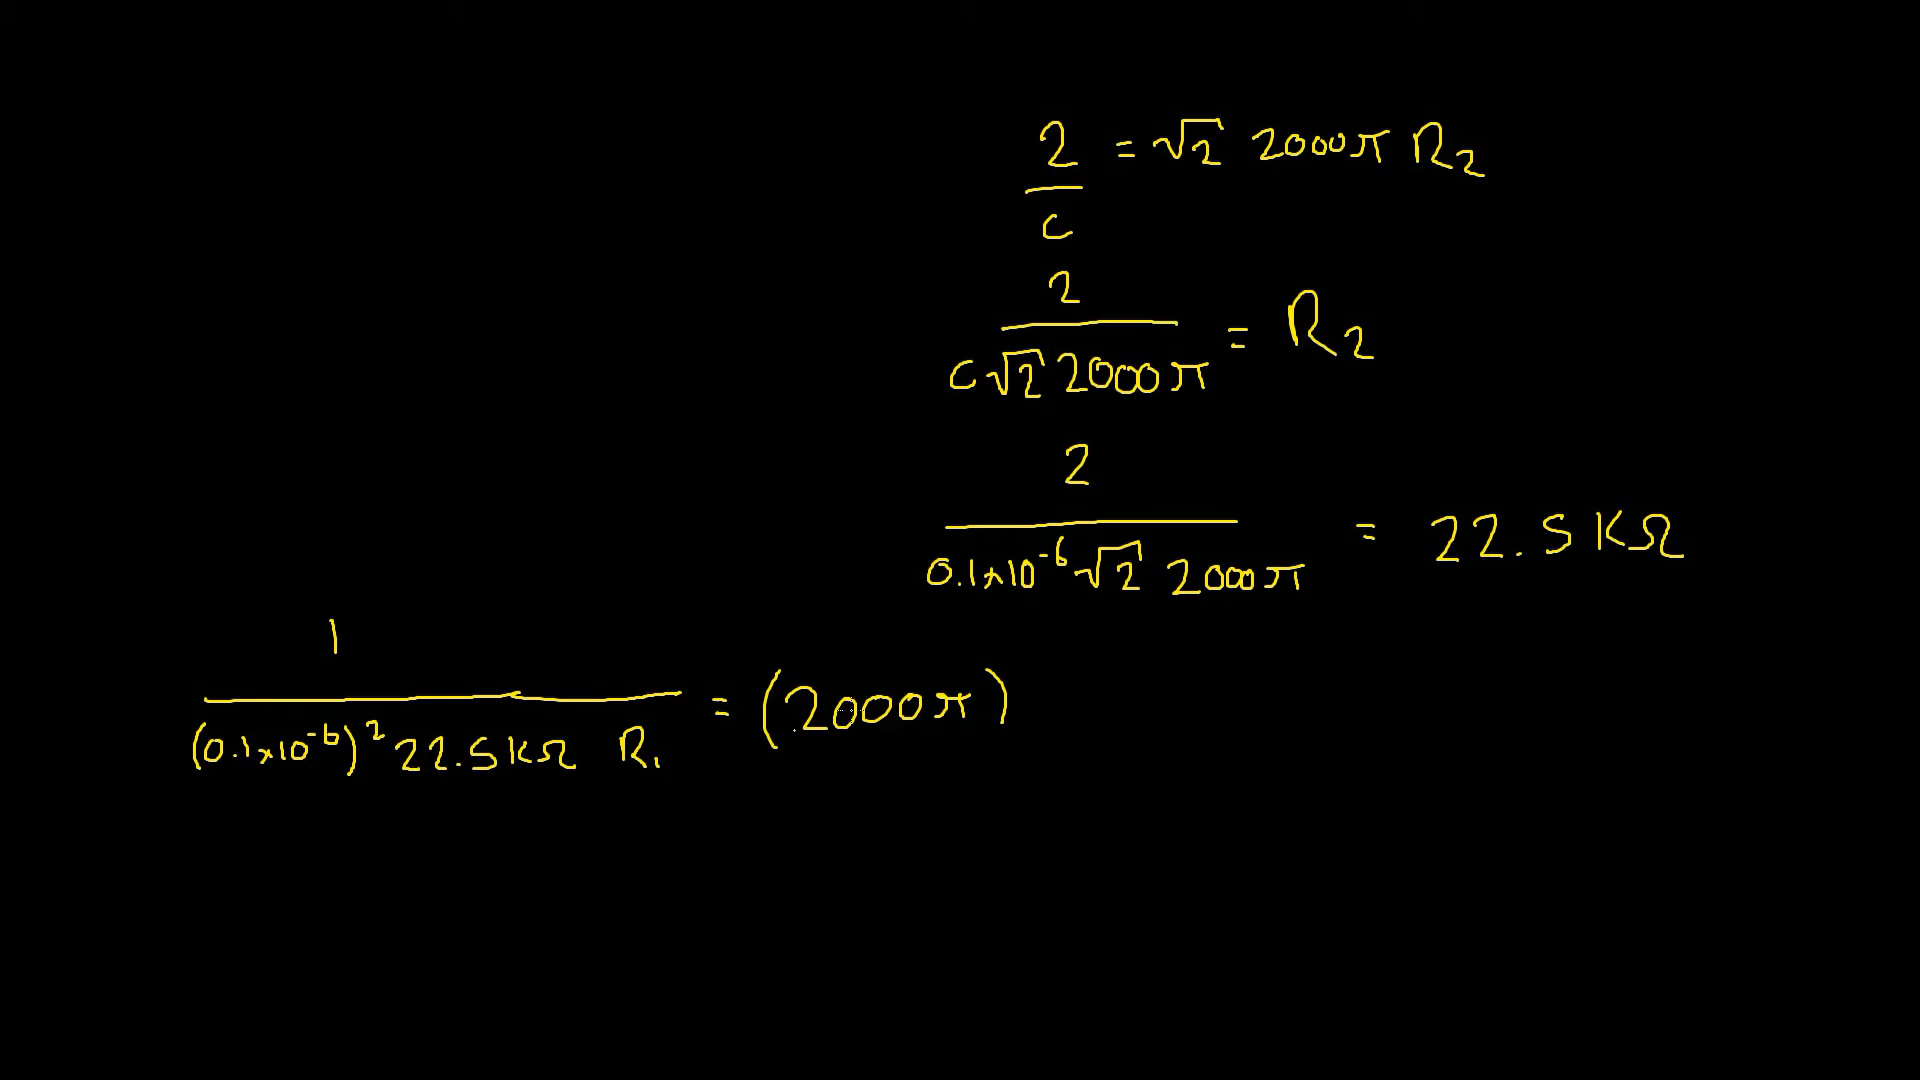 2/C = √2 2000π R₂
2/(C√2 2000π) = R₂
2/(0.1×10⁻⁶ √2 2000π) = 22.5 KΩ
1/((0.1×10⁻⁶)² 22.5KΩ R₁) = (2000π)